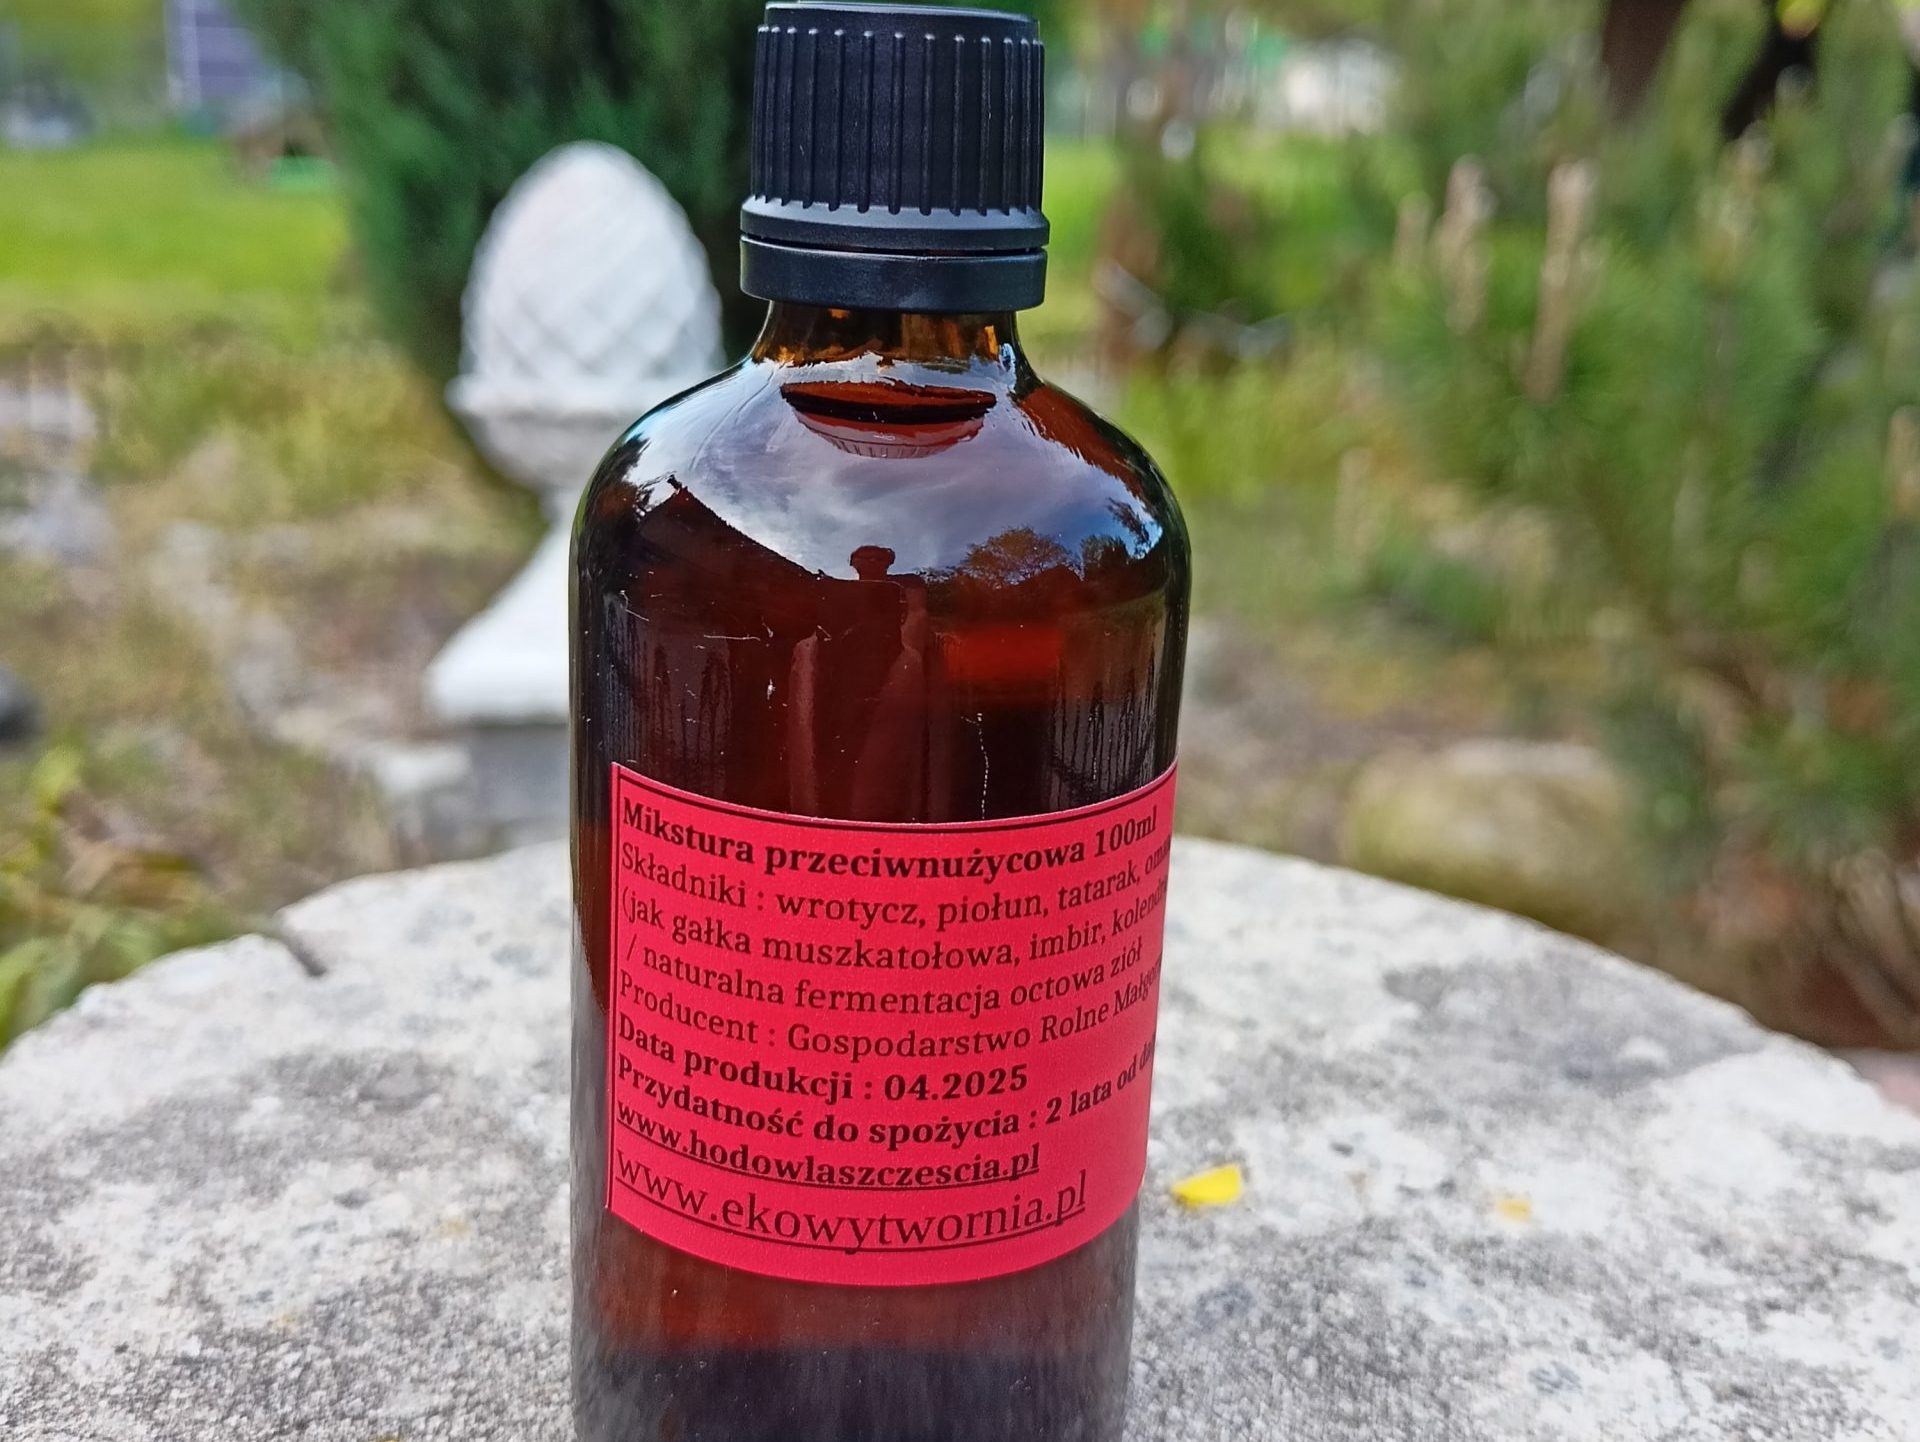 Mikstura przeciwnużycowa 100ml
Składniki : wrotycz, piołun, tatarak,
(jak gałka muszkatołowa, imbir,
/ naturalna fermentacja octowa ziół
Producent : Gospodarstwo Rolne
Data produkcji : 04.2025
Przydatność do spożycia : 2 lata od
www.hodowlaszczescia.pl
www.ekowytwornia.pl